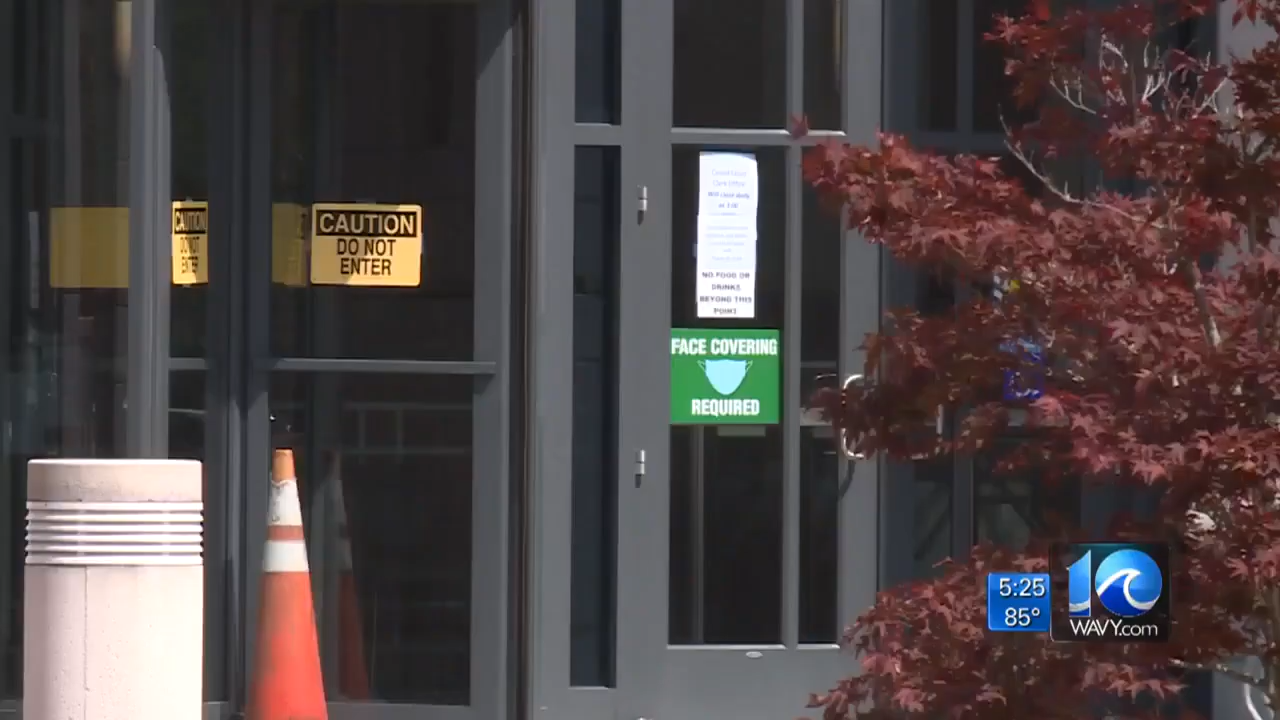 CAUTION
DO NOT
ENTER
CAUTION
DO NOT
ENTER
NO FOOD OR
DRINKS
BEYOND THIS
POINT
FACE COVERING
REQUIRED
5:25
85°
10
WAVY.com